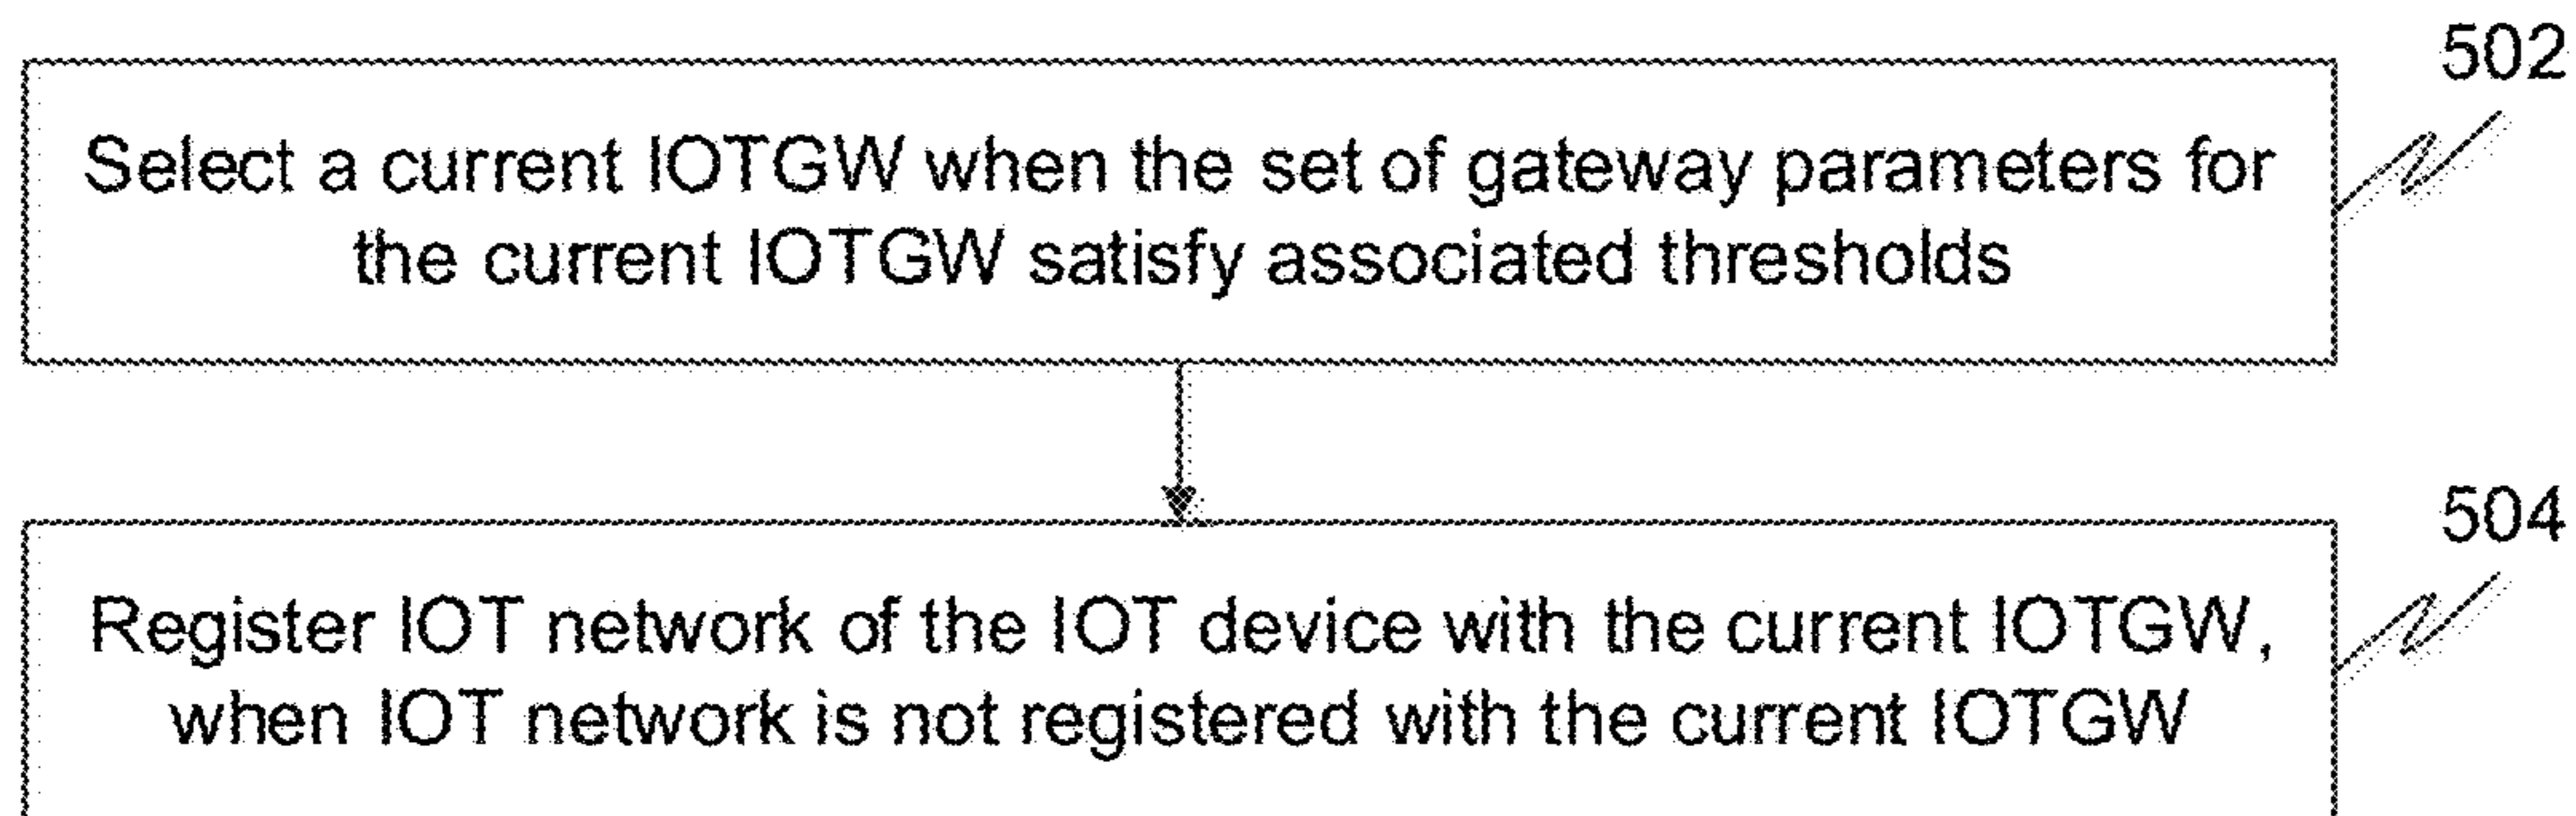 502
Select a current IOTGW when the set of gateway parameters for
the current IOTGW satisfy associated thresholds
504
Register IOT network of the IOT device with the current IOTGW,
when IOT network is not registered with the current IOTGW